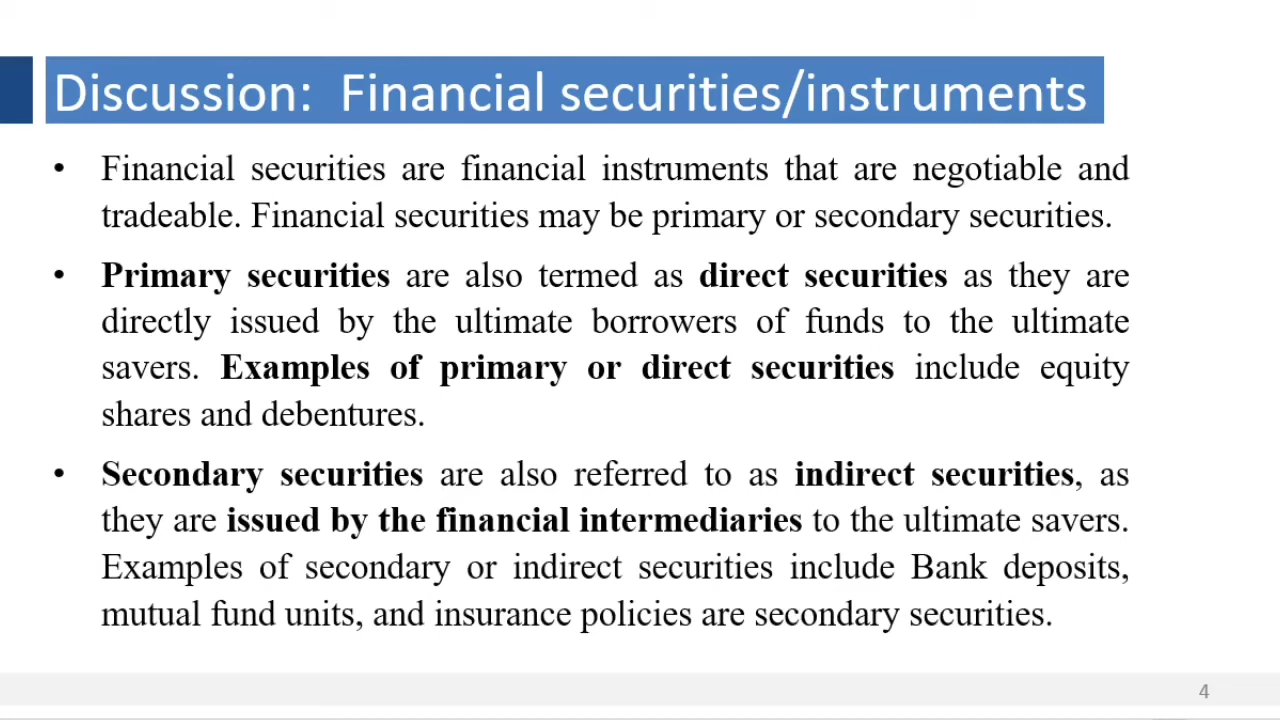 Discussion: Financial securities/instruments
• Financial securities are financial instruments that are negotiable and
tradeable. Financial securities may be primary or secondary securities.
• Primary securities are also termed as direct securities as they are
directly issued by the ultimate borrowers of funds to the ultimate
savers. Examples of primary or direct securities include equity
shares and debentures.
• Secondary securities are also referred to as indirect securities, as
they are issued by the financial intermediaries to the ultimate savers.
Examples of secondary or indirect securities include Bank deposits,
mutual fund units, and insurance policies are secondary securities.
4